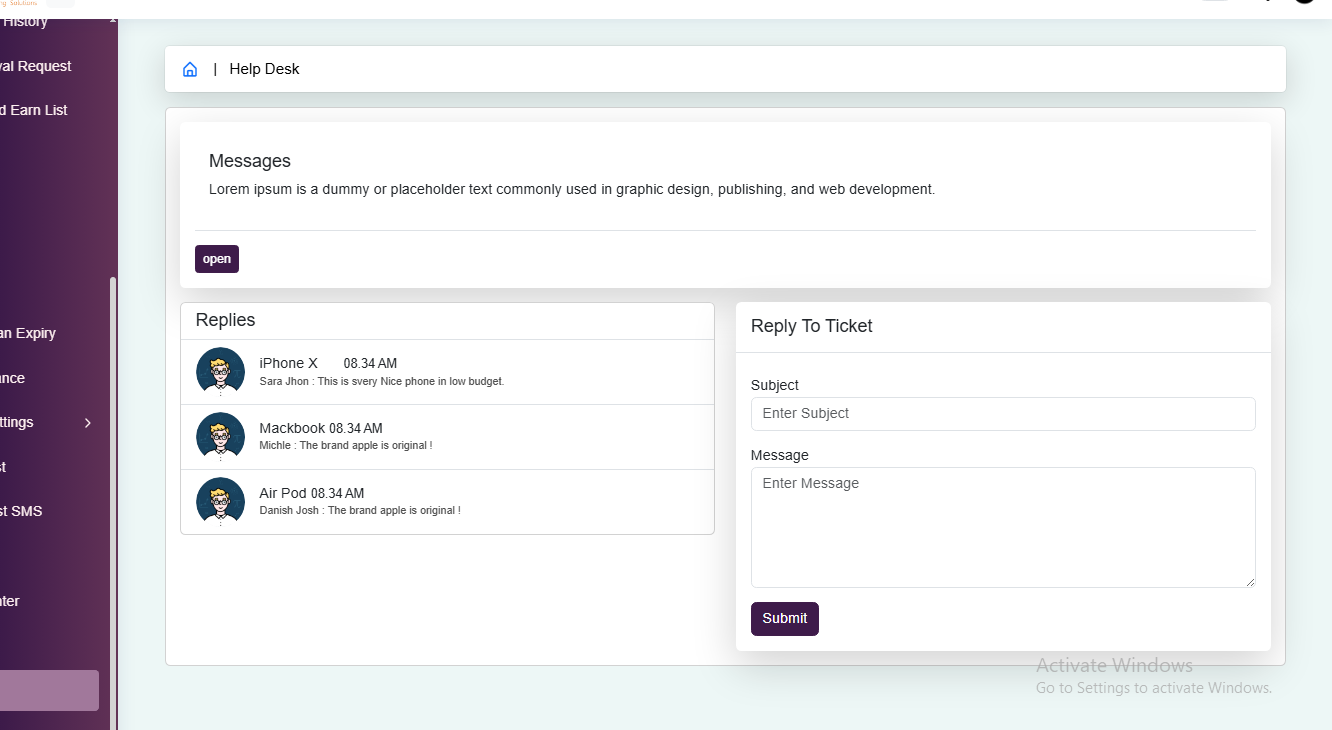 ng Solutions
History
val Request
d Earn List
an Expiry
ance
ttings
st
st SMS
nter
| Help Desk
Messages
Lorem ipsum is a dummy or placeholder text commonly used in graphic design, publishing, and web development.
open
Replies
iPhone X 08.34 AM
Sara Jhon : This is svery Nice phone in low budget.
Mackbook 08.34 AM
Michle : The brand apple is original !
Air Pod 08.34 AM
Danish Josh : The brand apple is original !
Reply To Ticket
Subject
Enter Subject
Message
Enter Message
Submit
Activate Windows
Go to Settings to activate Windows.